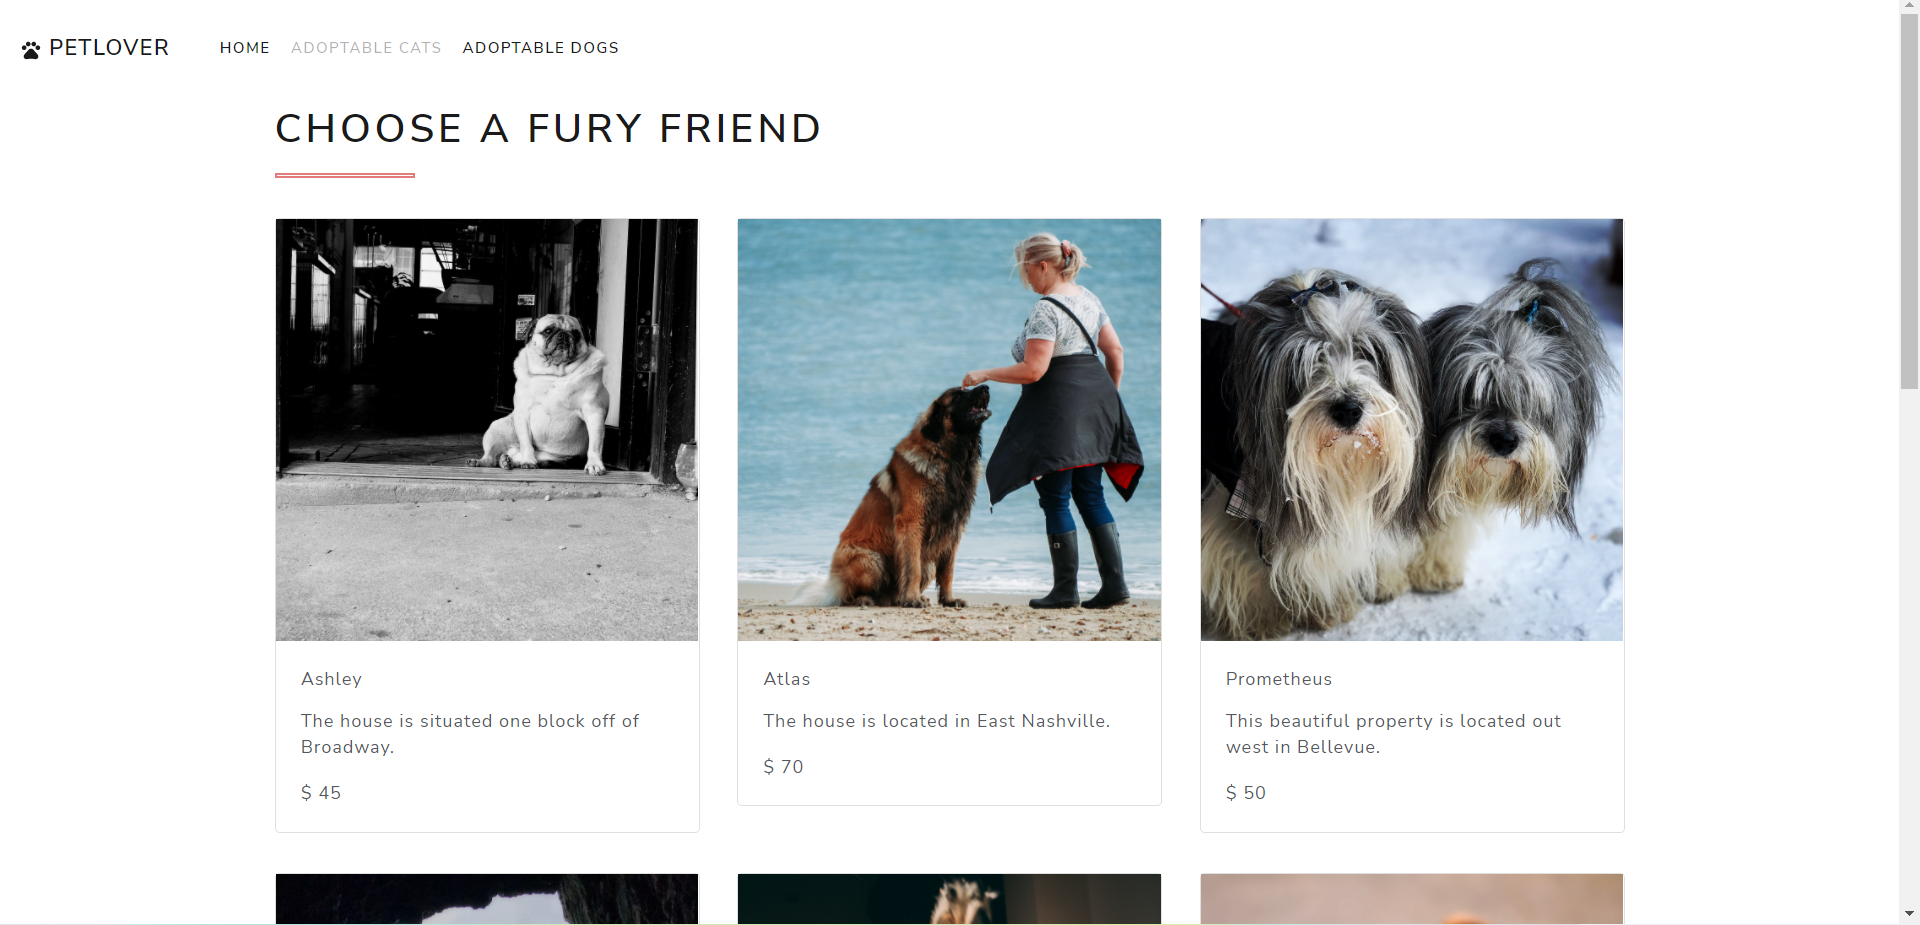 PETLOVER
HOME
ADOPTABLE CATS
ADOPTABLE DOGS
CHOOSE A FURY FRIEND
Ashley
The house is situated one block off of
Broadway.
$ 45
Atlas
The house is located in East Nashville.
$ 70
Prometheus
This beautiful property is located out
west in Bellevue.
$ 50